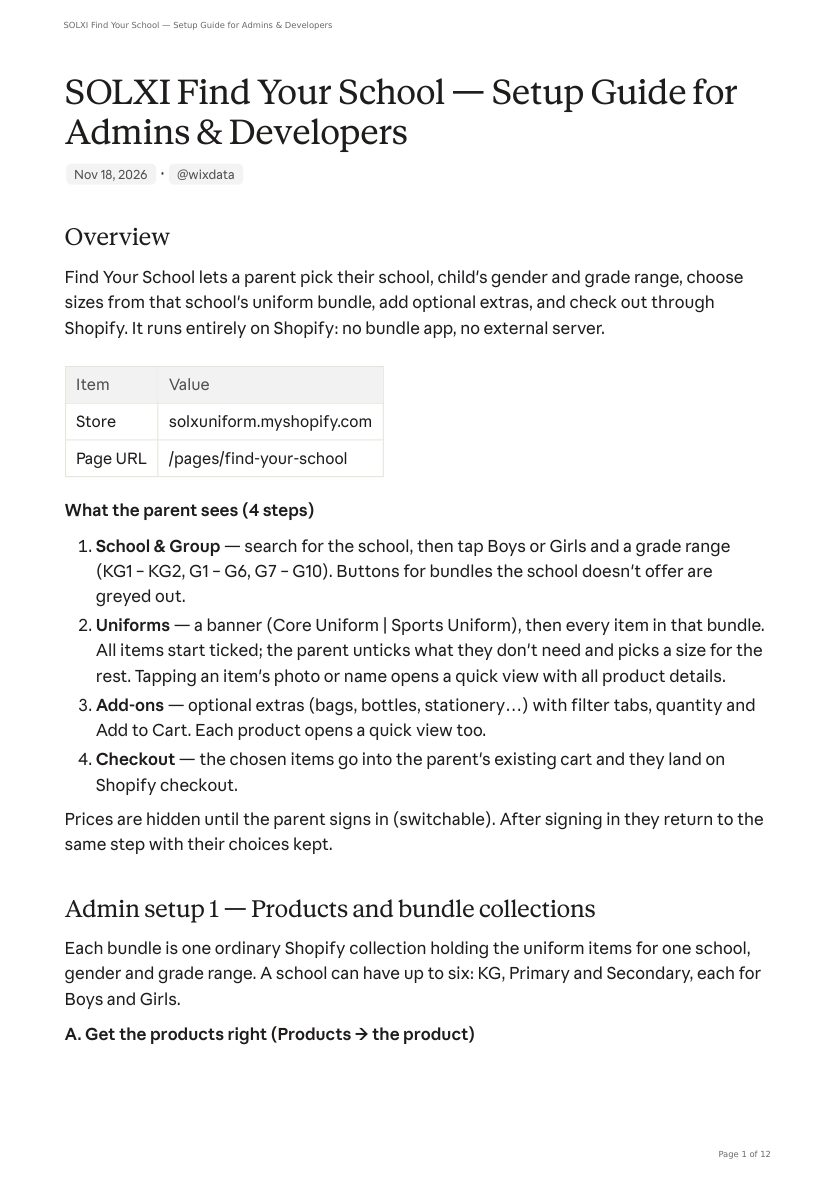 SOLXI Find Your School — Setup Guide for Admins & Developers
SOLXI Find Your School — Setup Guide for
Admins & Developers
Nov 18, 2026 • @wixdata
Overview
Find Your School lets a parent pick their school, child's gender and grade range, choose
sizes from that school's uniform bundle, add optional extras, and check out through
Shopify. It runs entirely on Shopify: no bundle app, no external server.
Item Value
Store solxuniform.myshopify.com
Page URL /pages/find-your-school
What the parent sees (4 steps)
1. School & Group — search for the school, then tap Boys or Girls and a grade range
(KG1 – KG2, G1 – G6, G7 – G10). Buttons for bundles the school doesn't offer are
greyed out.
2. Uniforms — a banner (Core Uniform | Sports Uniform), then every item in that bundle.
All items start ticked; the parent unticks what they don't need and picks a size for the
rest. Tapping an item's photo or name opens a quick view with all product details.
3. Add-ons — optional extras (bags, bottles, stationery…) with filter tabs, quantity and
Add to Cart. Each product opens a quick view too.
4. Checkout — the chosen items go into the parent's existing cart and they land on
Shopify checkout.
Prices are hidden until the parent signs in (switchable). After signing in they return to the
same step with their choices kept.
Admin setup 1 — Products and bundle collections
Each bundle is one ordinary Shopify collection holding the uniform items for one school,
gender and grade range. A school can have up to six: KG, Primary and Secondary, each for
Boys and Girls.
A. Get the products right (Products → the product)
Page 1 of 12